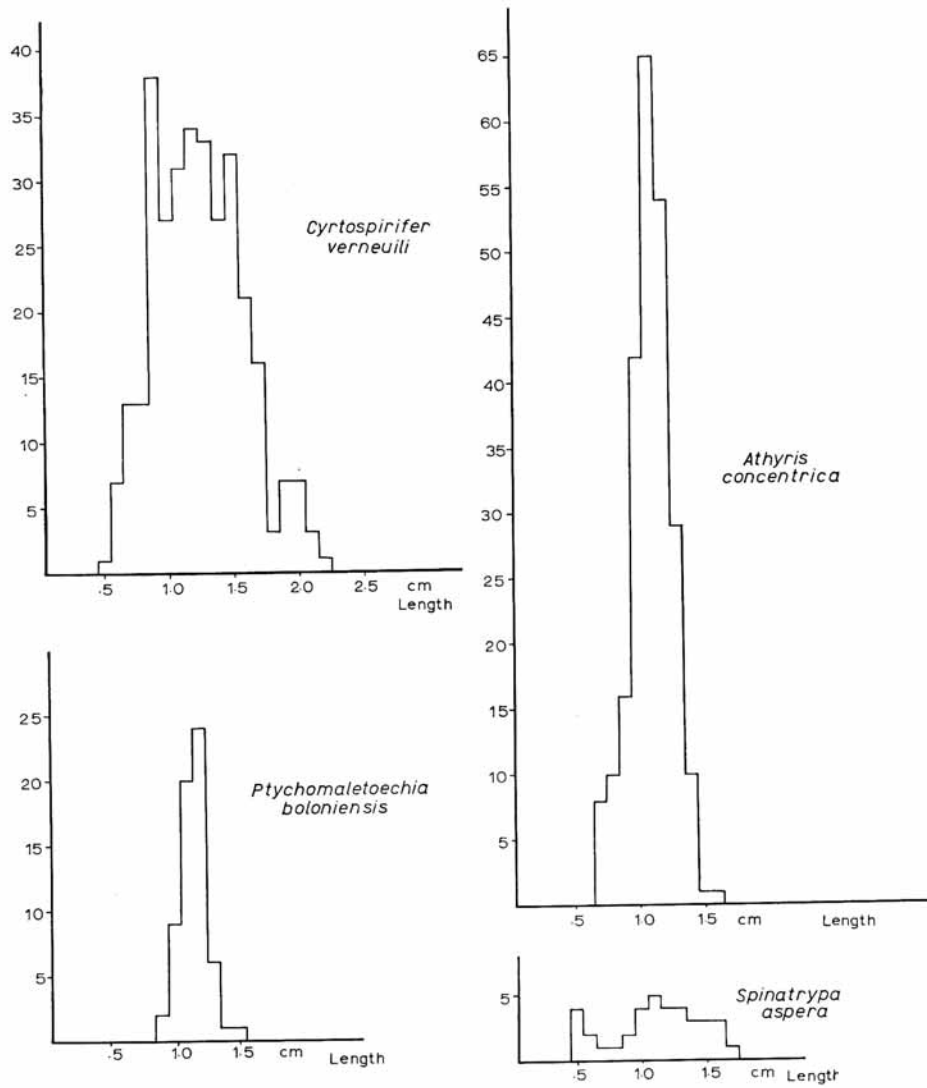 40
35
30
25
20
15
10
5
Cyrtospirifer
verneuili
.5
1.0
1.5
2.0
2.5
cm
Length
65
60
55
50
45
40
35
30
25
20
15
10
5
Athyris
concentrica
.5
1.0
1.5
cm
Length
25
20
15
10
5
Ptychomaletoechia
boloniensis
.5
1.0
1.5
cm
Length
5
Spinatrypa
aspera
.5
1.0
1.5
cm
Length